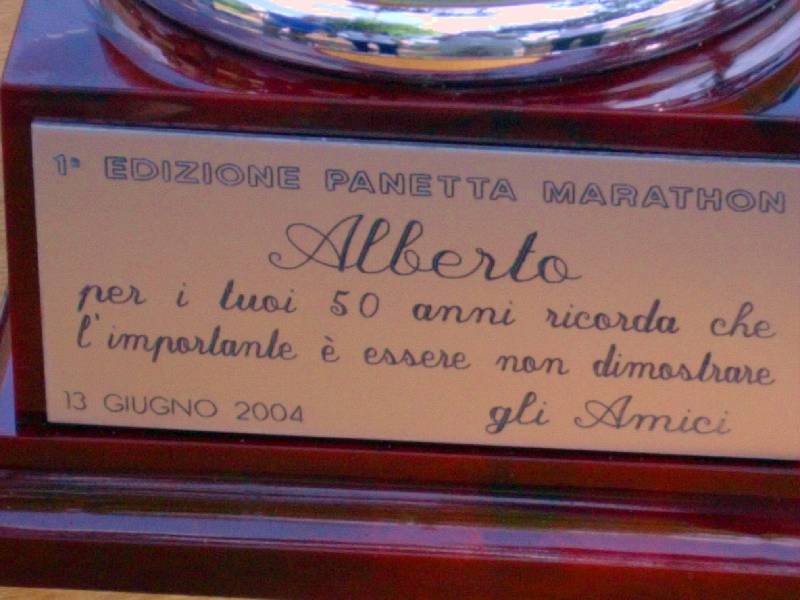 1ª EDIZIONE PANETTA MARATHON
Alberto
per i tuoi 50 anni ricorda che
l'importante è essere non dimostrare
13 GIUGNO 2004 gli Amici